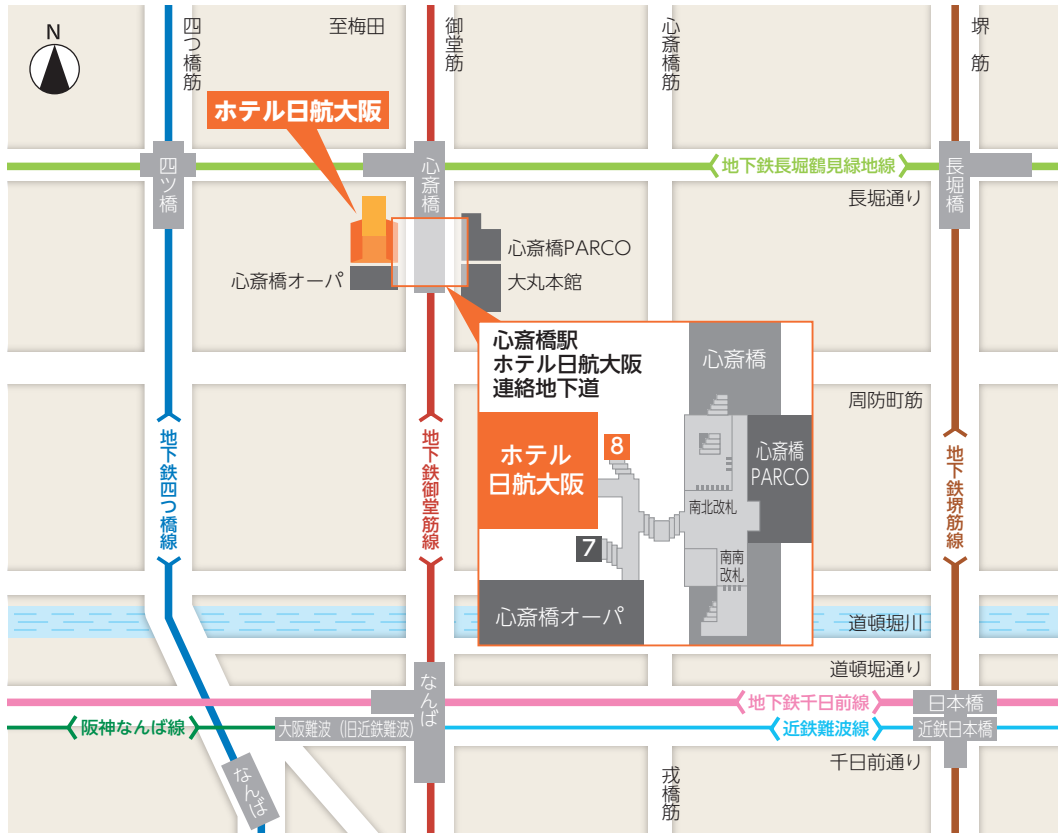 N
四つ橋筋
至梅田
御堂筋
心斎橋筋
堺筋
ホテル日航大阪
四ツ橋
心斎橋
地下鉄長堀鶴見緑地線
長堀橋
長堀通り
心斎橋PARCO
心斎橋オーパ
大丸本館
心斎橋駅
ホテル日航大阪
連絡地下道
心斎橋
周防町筋
ホテル
日航大阪
8
心斎橋
PARCO
南北改札
7
南南
改札
心斎橋オーパ
地下鉄四つ橋線
地下鉄御堂筋線
地下鉄堺筋線
道頓堀川
道頓堀通り
なんば
地下鉄千日前線
日本橋
阪神なんば線
大阪難波（旧近鉄難波）
近鉄難波線
近鉄日本橋
千日前通り
なんば
戎橋筋